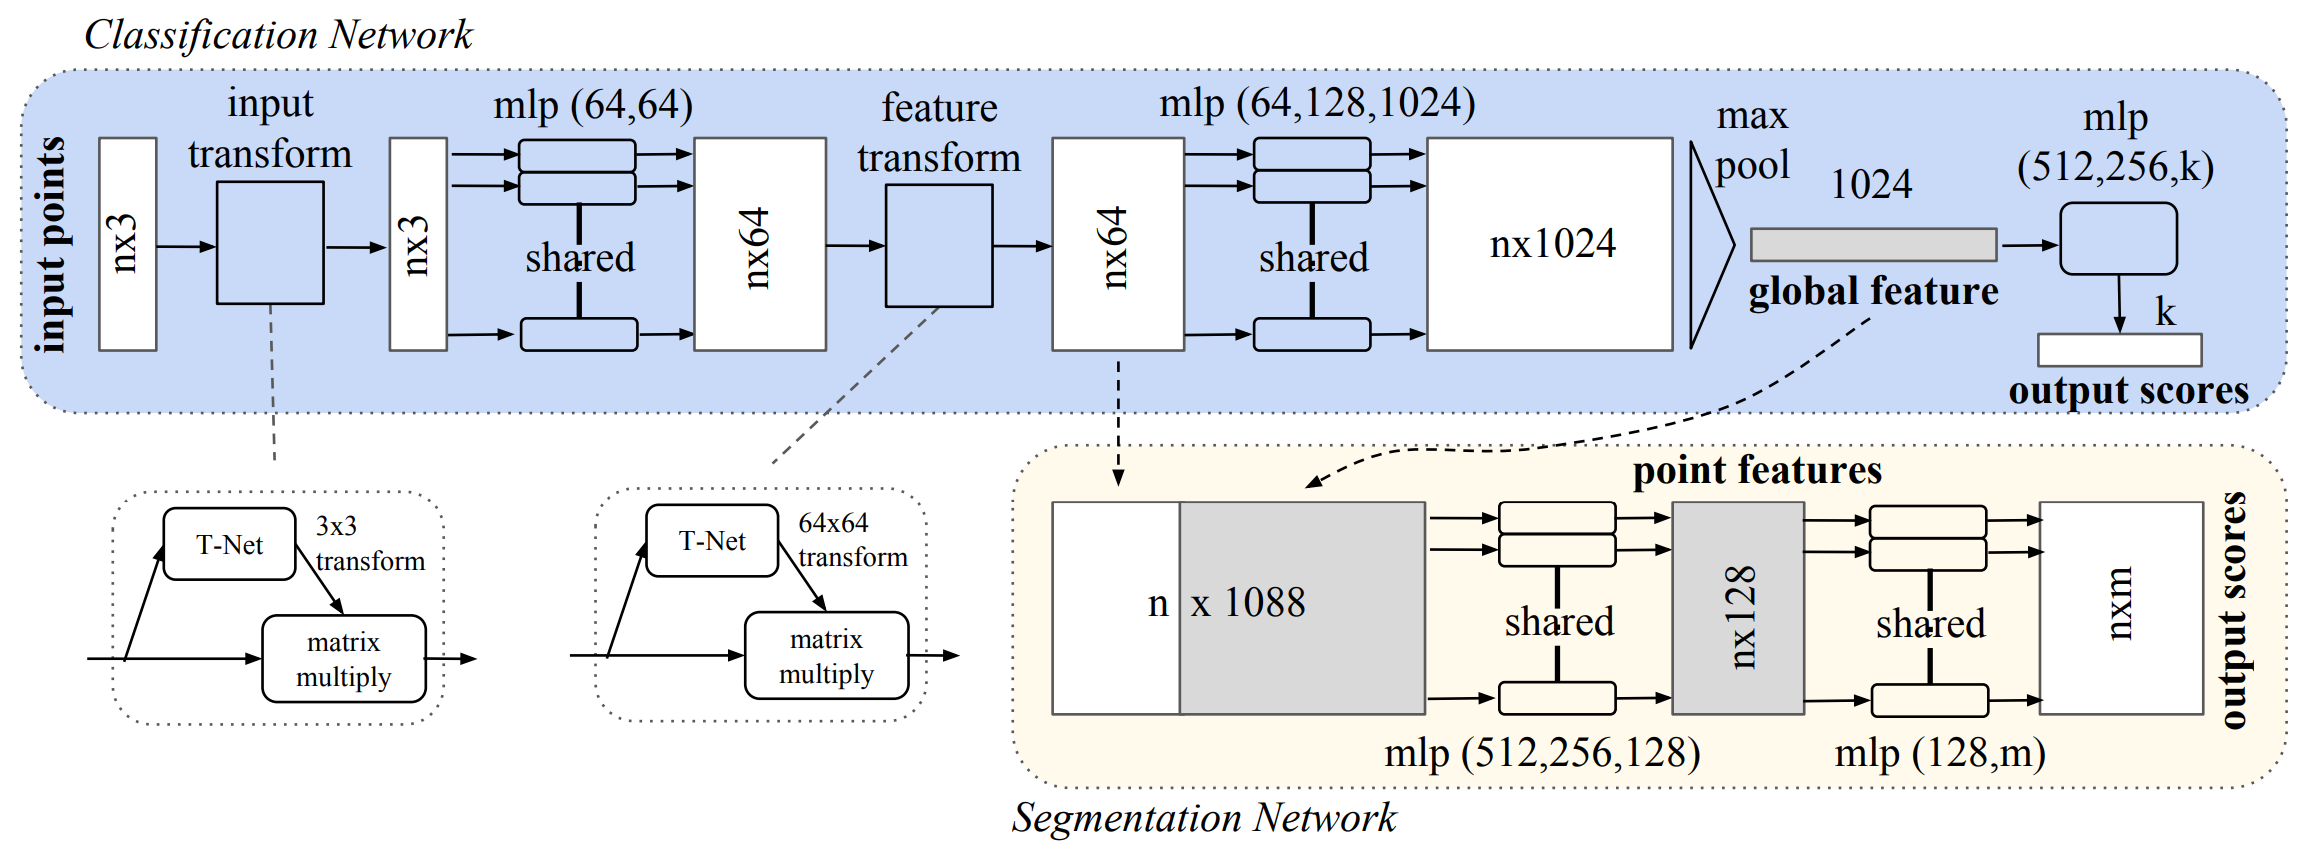 Classification Network
input points
nx3
input
transform
nx3
mlp (64,64)
shared
nx64
feature
transform
nx64
mlp (64,128,1024)
shared
nx1024
max
pool
1024
global feature
mlp
(512,256,k)
k
output scores
T-Net
3x3
transform
matrix
multiply
T-Net
64x64
transform
matrix
multiply
point features
n x 1088
shared
mlp (512,256,128)
nx128
shared
mlp (128,m)
nxm
output scores
Segmentation Network